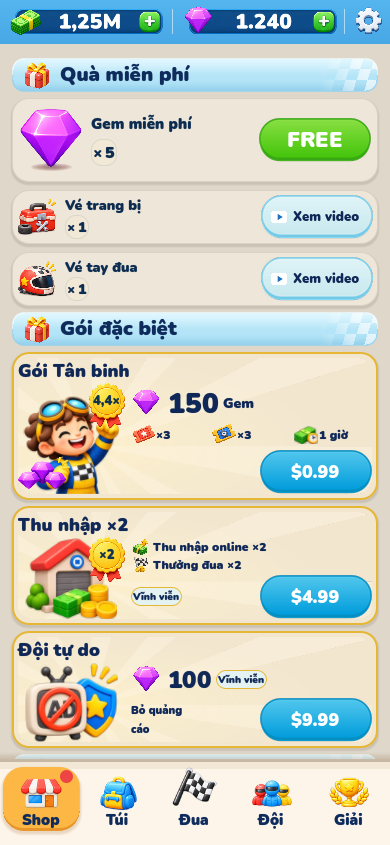 1,25M
1.240
Quà miễn phí
Gem miễn phí
× 5
FREE
Vé trang bị
× 1
Xem video
Vé tay đua
× 1
Xem video
Gói đặc biệt
Gói Tân binh
4,4×
150 Gem
×3
×3
1 giờ
$0.99
Thu nhập ×2
×2
Thu nhập online ×2
Thưởng đua ×2
Vĩnh viễn
$4.99
Đội tự do
AD
100
Vĩnh viễn
Bỏ quảng
cáo
$9.99
Shop
Túi
Đua
Đội
Giải